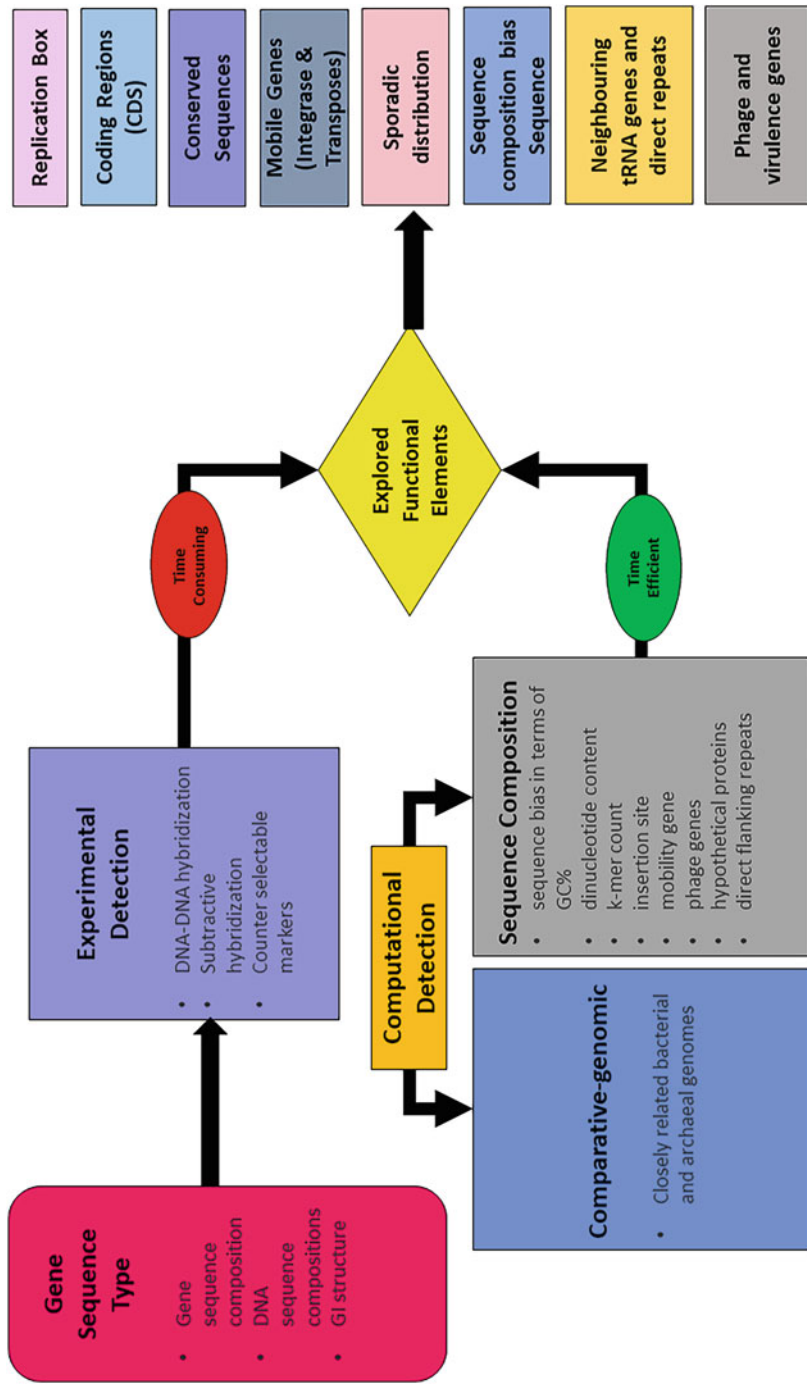 Gene
Sequence
Type
• Gene
sequence
composition
• DNA
sequence
compositions
• GI structure
Experimental
Detection
• DNA-DNA hybridization
• Subtractive
hybridization
• Counter selectable
markers
Time
Consuming
Computational
Detection
Comparative-genomic
• Closely related bacterial
and archaeal genomes
Sequence Composition
• sequence bias in terms of
GC%
• dinucleotide content
• k-mer count
• insertion site
• mobility gene
• phage genes
• hypothetical proteins
• direct flanking repeats
Time
Efficient
Explored
Functional
Elements
Replication Box
Coding Regions
(CDS)
Conserved
Sequences
Mobile Genes
(Integrase &
Transposes)
Sporadic
distribution
Sequence
composition bias
Sequence
Neighbouring
tRNA genes and
direct repeats
Phage and
virulence genes